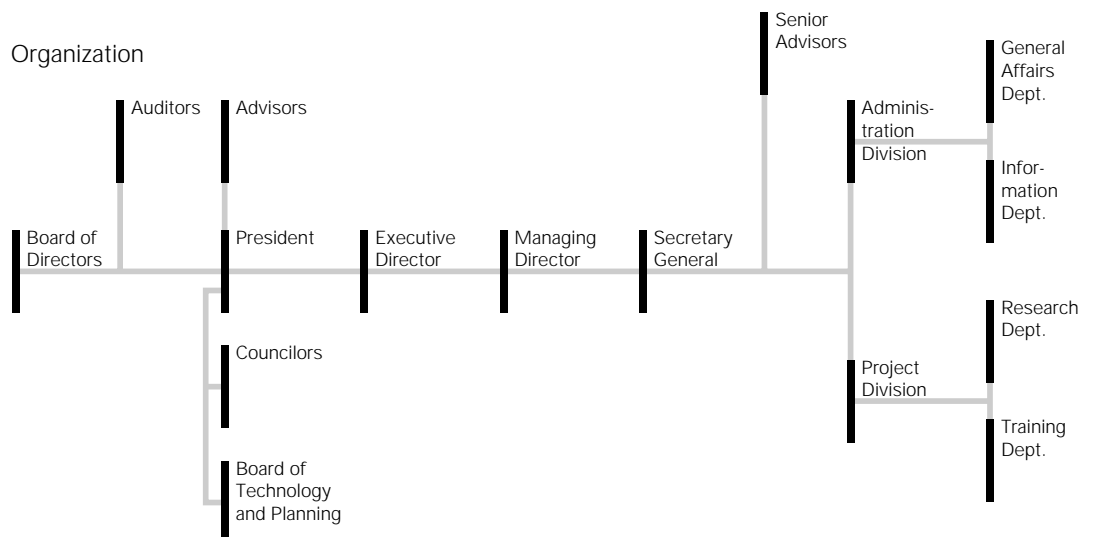 Organization
Senior
Advisors
General
Affairs
Dept.
Auditors
Advisors
Adminis-
tration
Division
Infor-
mation
Dept.
Board of
Directors
President
Executive
Director
Managing
Director
Secretary
General
Research
Dept.
Councilors
Project
Division
Training
Dept.
Board of
Technology
and Planning